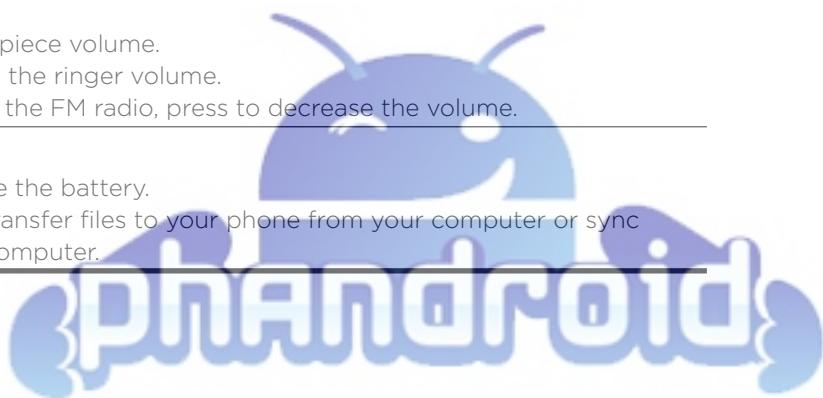 piece volume.
the ringer volume.
the FM radio, press to decrease the volume.
the battery.
ansfer files to your phone from your computer or sync
omputer.
phandroid